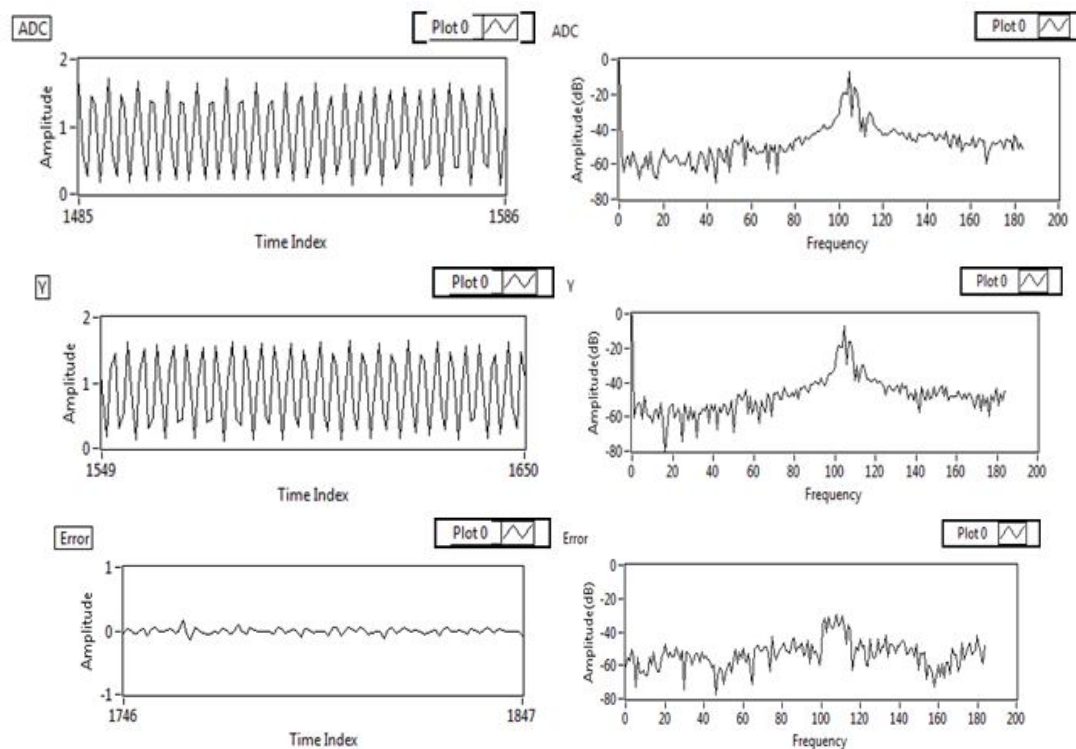 ADC
Plot 0
ADC
Plot 0
Amplitude
2
1
0
1485
1586
Time Index
Amplitude(dB)
0
-20
-40
-60
-80
0 20 40 60 80 100 120 140 160 180 200
Frequency
Y
Plot 0
Y
Plot 0
Amplitude
2
1
0
1549
1650
Time Index
Amplitude(dB)
0
-20
-40
-60
-80
0 20 40 60 80 100 120 140 160 180 200
Frequency
Error
Plot 0
Error
Plot 0
Amplitude
1
0
-1
1746
1847
Time Index
Amplitude(dB)
0
-20
-40
-60
-80
0 20 40 60 80 100 120 140 160 180 200
Frequency